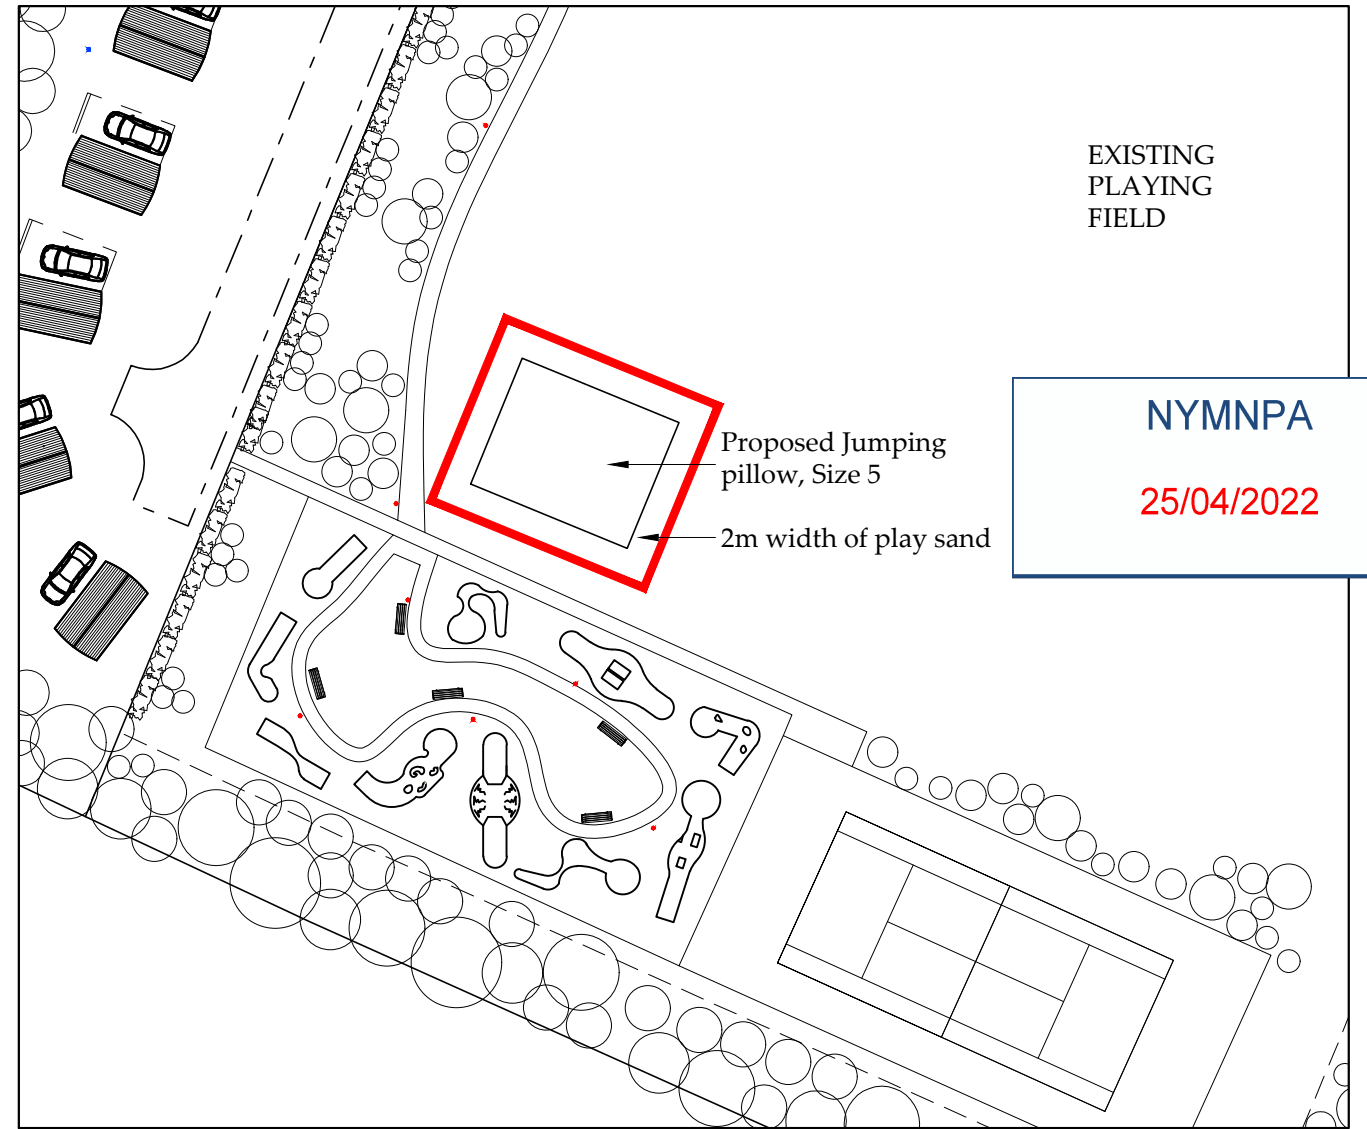 EXISTING
PLAYING
FIELD
NYMNPA
25/04/2022
Proposed Jumping
pillow, Size 5
2m width of play sand